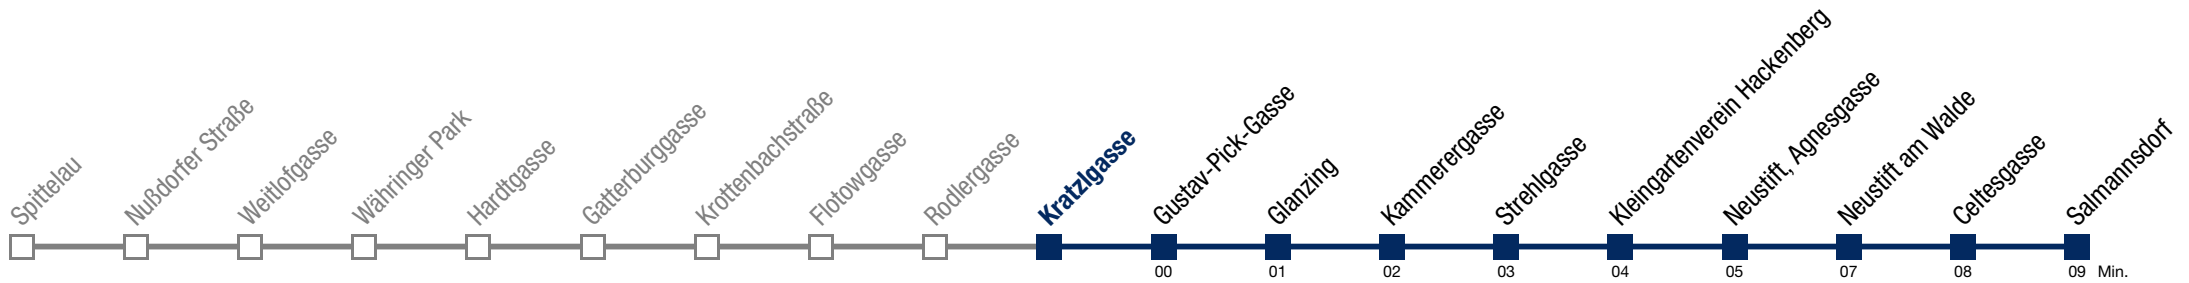 Spittelau
Nußdorfer Straße
Weitlofgasse
Währinger Park
Hardtgasse
Gatterburggasse
Krottenbachstraße
Flotowgasse
Rodlergasse
Kratzlgasse
Gustav-Pick-Gasse
Glanzing
Kammerergasse
Strehlgasse
Kleingartenverein Hackenberg
Neustift, Agnesgasse
Neustift am Walde
Celtesgasse
Salmannsdorf
00 01 02 03 04 05 07 08 09 Min.